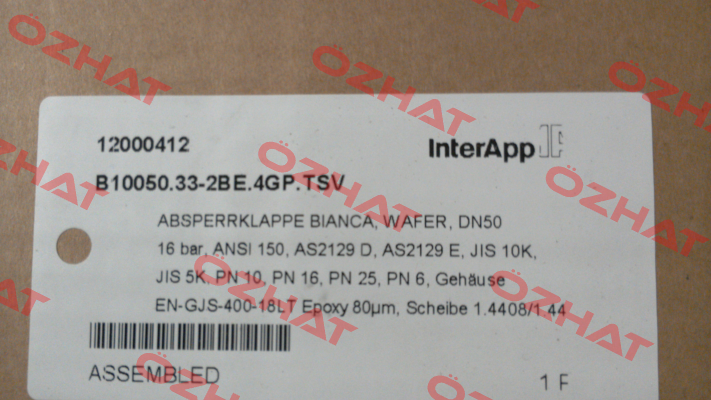 12000412
InterApp
B10050.33-2BE.4GP.TSV
ABSPERRKLAPPE BIANCA, WAFER, DN50
16 bar, ANSI 150, AS2129 D, AS2129 E, JIS 10K,
JIS 5K, PN 10, PN 16, PN 25, PN 6, Gehäuse
EN-GJS-400-18LT Epoxy 80µm, Scheibe 1.4408/1.44
ASSEMBLED
1 F
ÖZHAT
ÖZHAT
ÖZHAT
ÖZHAT
ÖZHAT
ÖZHAT
ÖZHAT
ÖZHAT
ÖZHAT